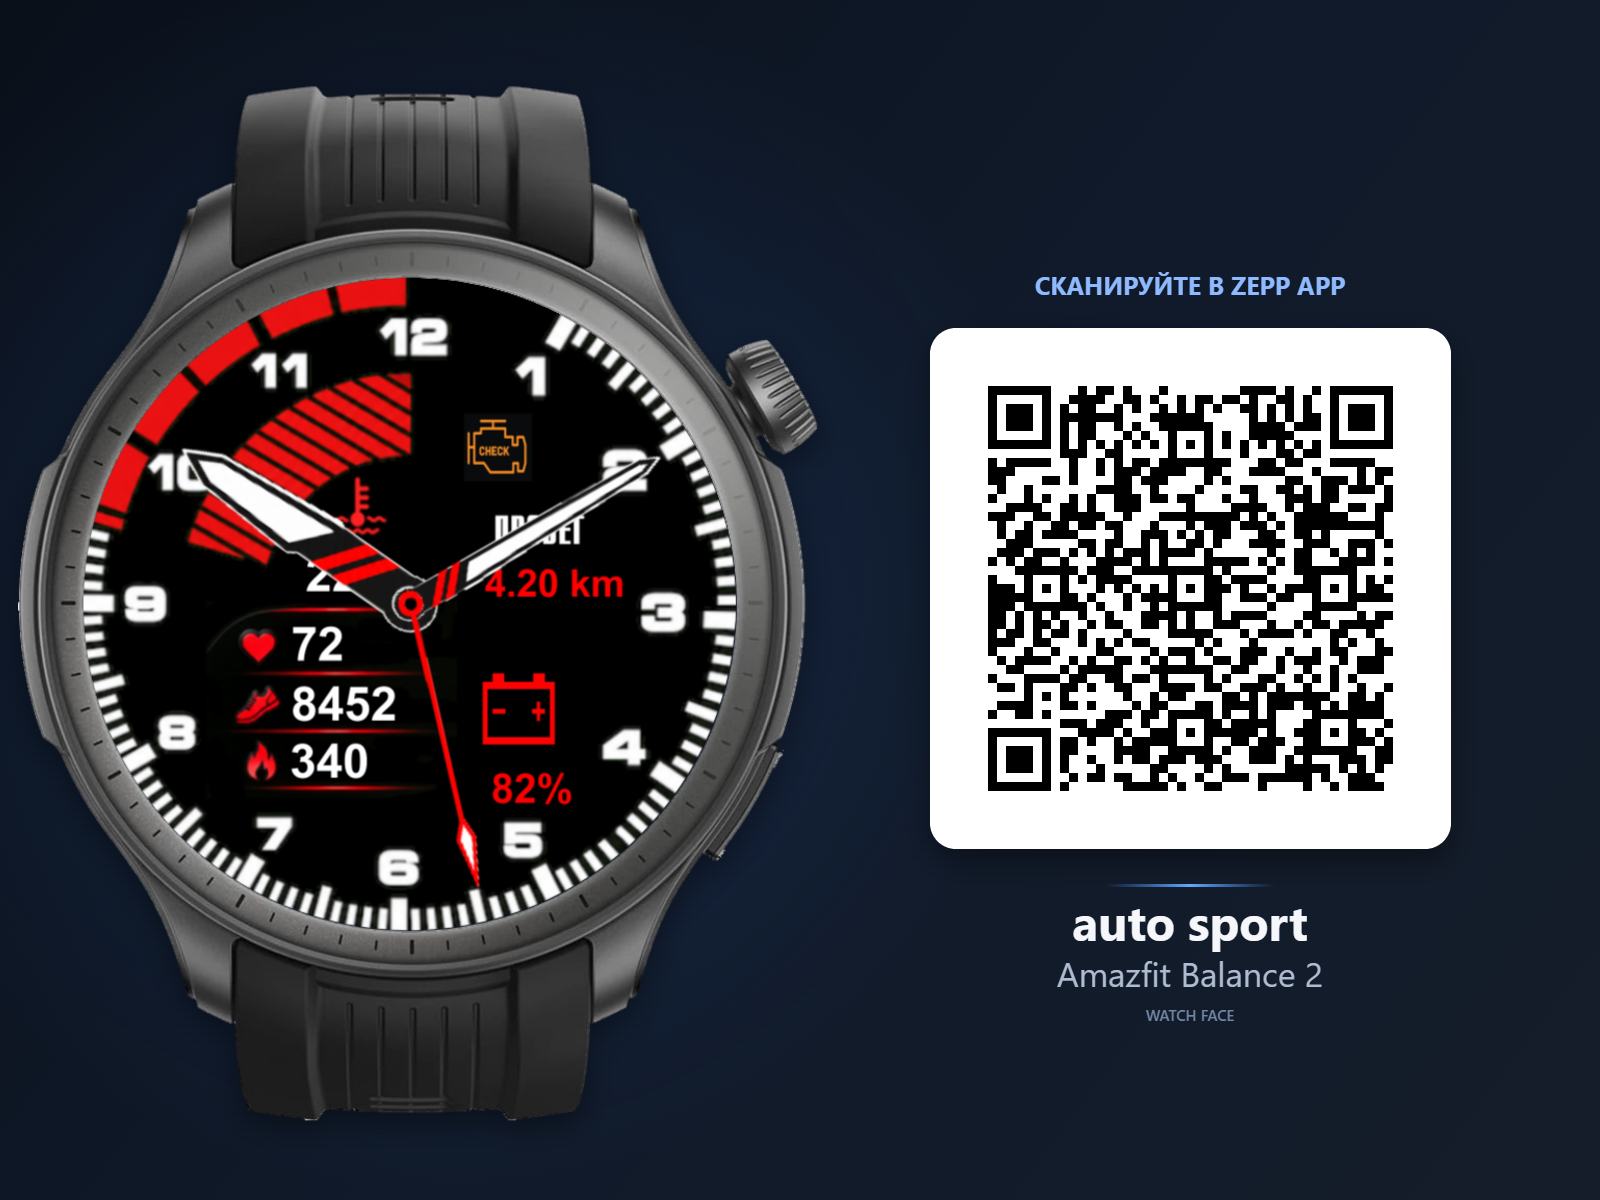 12
11
1
CHECK
10
2
4.20 km
9
3
72
8452
8
4
340
82%
7
5
6
СКАНИРУЙТЕ В ZEPP APP
auto sport
Amazfit Balance 2
WATCH FACE